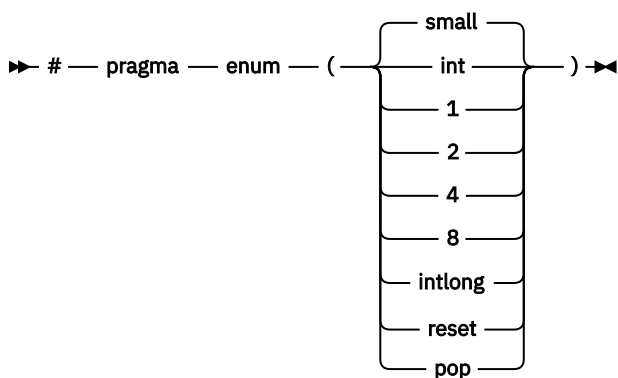 small
# pragma enum ( int )
1
2
4
8
intlong
reset
pop